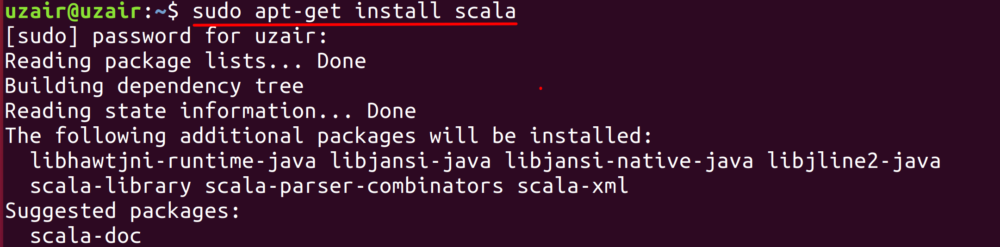 uzair@uzair:~$ sudo apt-get install scala
[sudo] password for uzair:
Reading package lists... Done
Building dependency tree
Reading state information... Done
The following additional packages will be installed:
  libhawtjni-runtime-java libjansi-java libjansi-native-java libjline2-java
  scala-library scala-parser-combinators scala-xml
Suggested packages:
  scala-doc